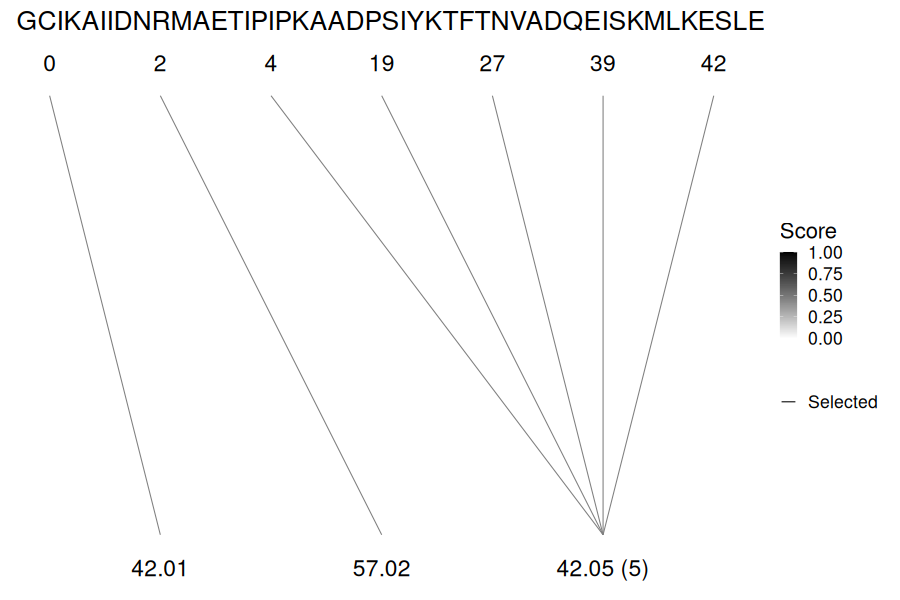 GCIKAIIDNRMAETIPIPKAADPSIYKTFTNVADQEISKMLKESLE
0 2 4 19 27 39 42
Score
1.00
0.75
0.50
0.25
0.00
Selected
42.01 57.02 42.05 (5)